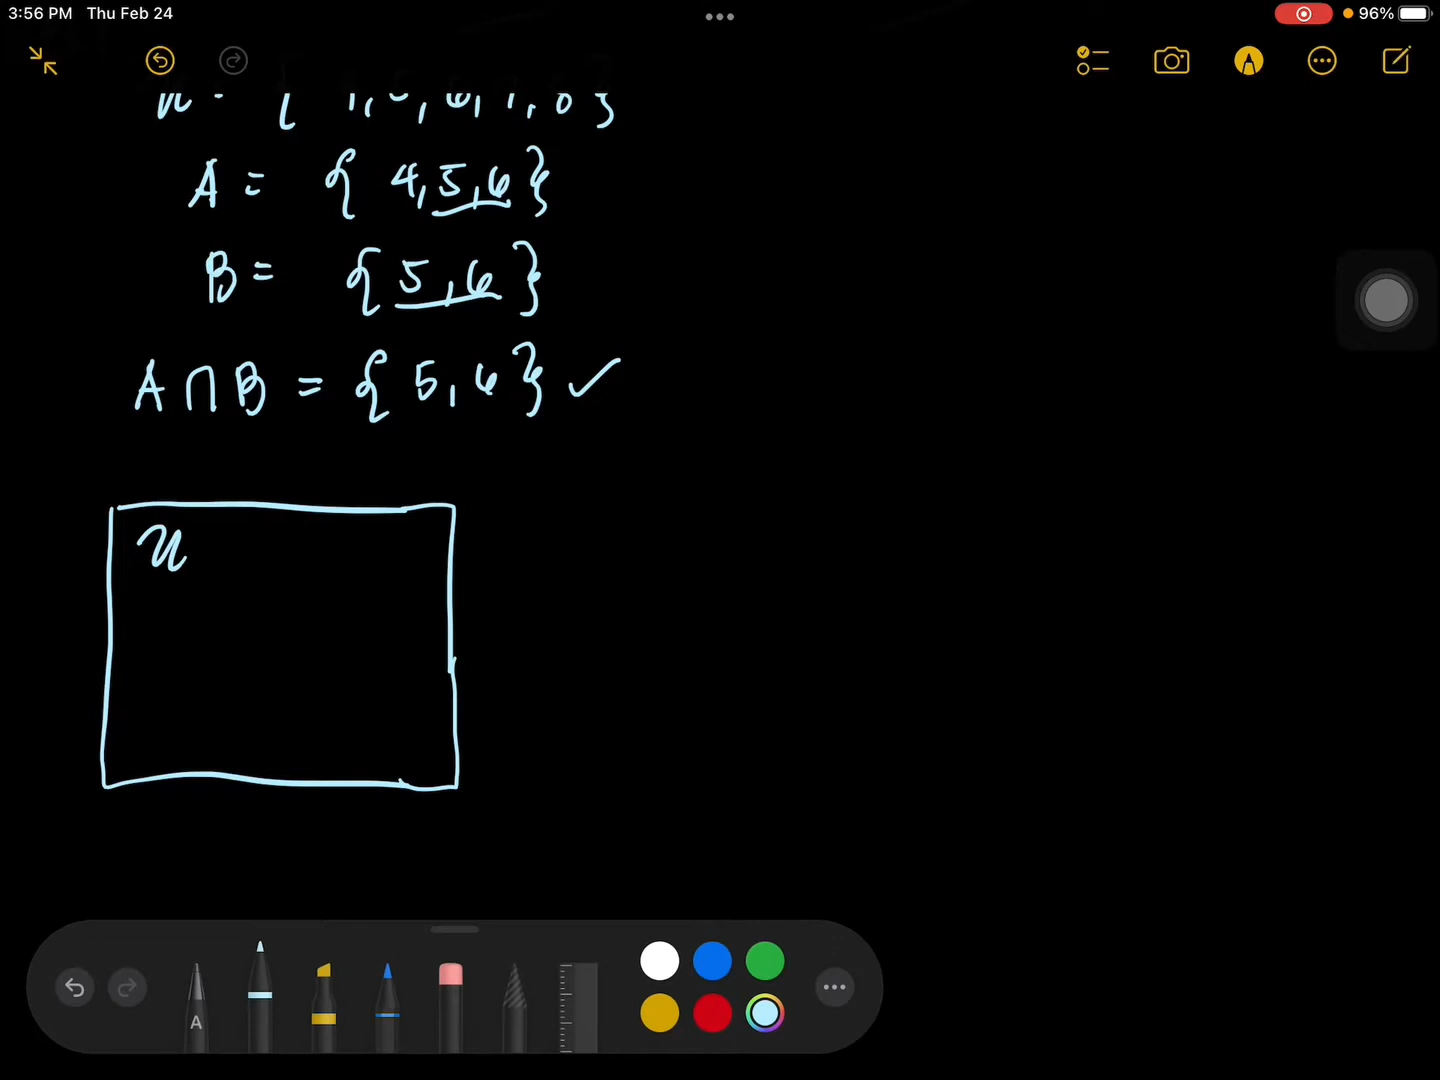 3:56 PM Thu Feb 24
96%
A = { 4, 5, 6 }
B = { 5, 6 }
A ∩ B = { 5, 6 } ✓
U
A